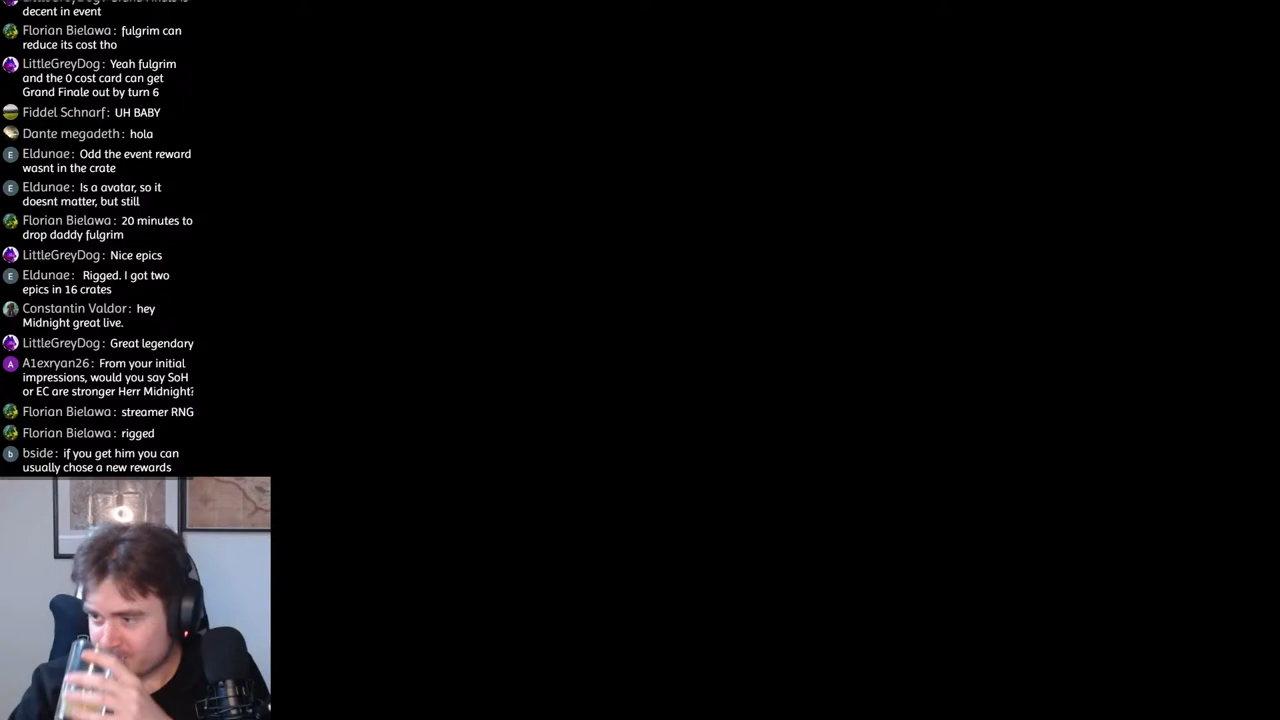 decent in event
Florian Bielawa: fulgrim can
reduce its cost tho
LittleGreyDog: Yeah fulgrim
and the 0 cost card can get
Grand Finale out by turn 6
Fiddel Schnarf: UH BABY
Dante megadeth: hola
E Eldunae: Odd the event reward
wasnt in the crate
E Eldunae: Is a avatar, so it
doesnt matter, but still
Florian Bielawa: 20 minutes to
drop daddy fulgrim
LittleGreyDog: Nice epics
E Eldunae: Rigged. I got two
epics in 16 crates
Constantin Valdor: hey
Midnight great live.
LittleGreyDog: Great legendary
A A1exryan26: From your initial
impressions, would you say SoH
or EC are stronger Herr Midnight?
Florian Bielawa: streamer RNG
Florian Bielawa: rigged
b bside: if you get him you can
usually chose a new rewards